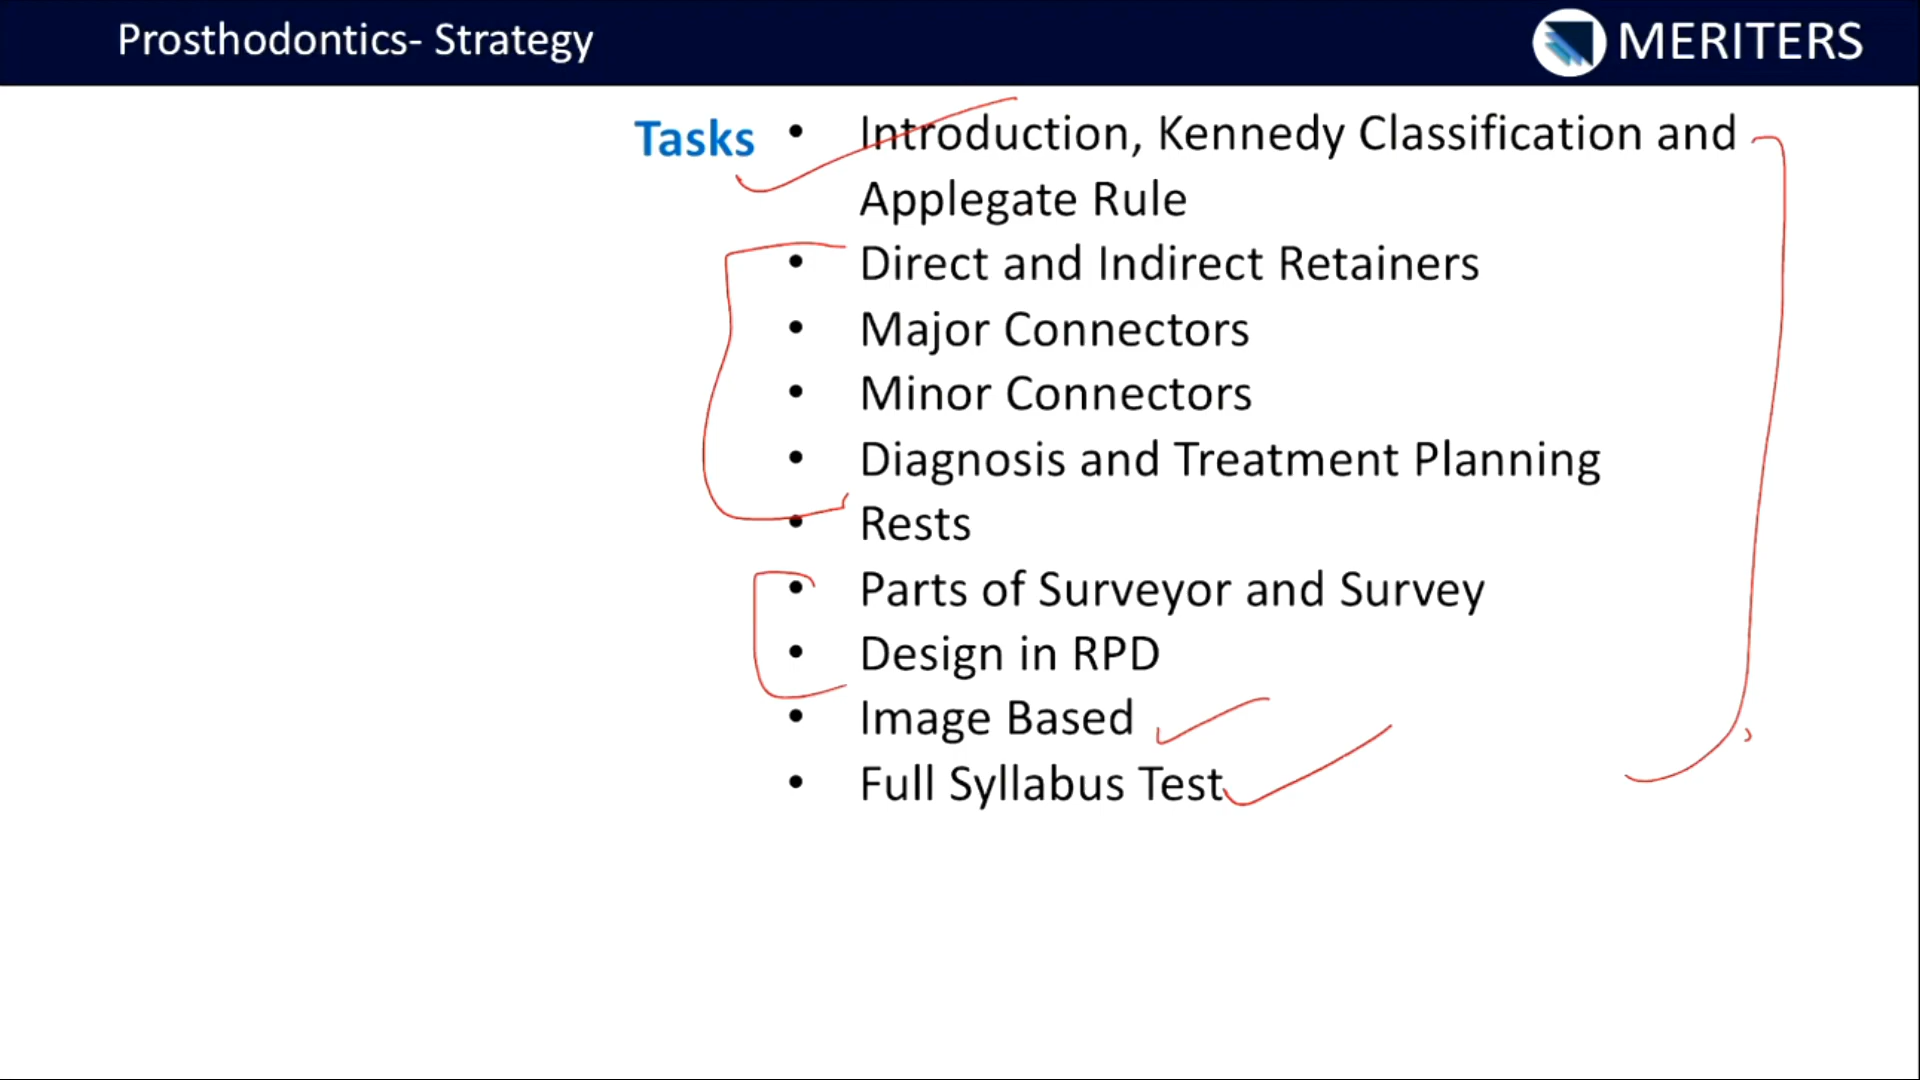 Prosthodontics- Strategy
MERITERS
Tasks
• Introduction, Kennedy Classification and
Applegate Rule
• Direct and Indirect Retainers
• Major Connectors
• Minor Connectors
• Diagnosis and Treatment Planning
• Rests
• Parts of Surveyor and Survey
• Design in RPD
• Image Based
• Full Syllabus Test